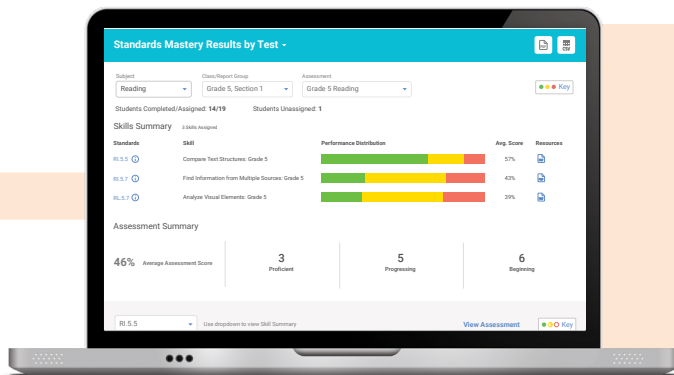 Standards Mastery Results by Test
PDF
CSV
Subject
Class/Report Group
Assessment
Reading
Grade 5, Section 1
Grade 5 Reading
Key
Students Completed/Assigned: 14/19
Students Unassigned: 1
Skills Summary
3 Skills Assigned
Standards
Skill
Performance Distribution
Avg. Score
Resources
RI.5.5
Compare Text Structures: Grade 5
57%
RI.5.7
Find Information from Multiple Sources: Grade 5
43%
RL.5.7
Analyze Visual Elements: Grade 5
39%
Assessment Summary
46%
Average Assessment Score
3
Proficient
5
Progressing
6
Beginning
RI.5.5
Use dropdown to view Skill Summary
View Assessment
Key